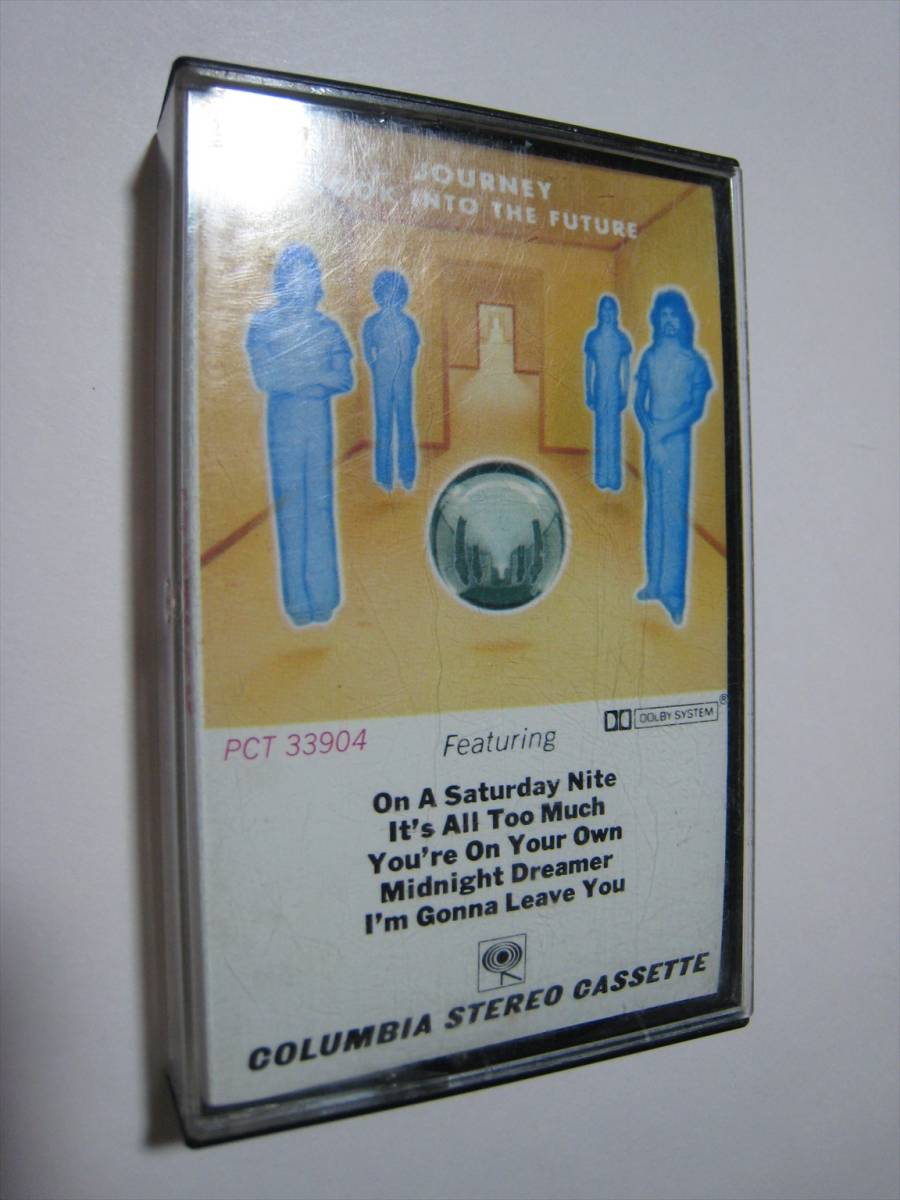 JOURNEY
Look INTO THE FUTURE
PCT 33904
Featuring
DOLBY SYSTEM ®
On A Saturday Nite
It's All Too Much
You're On Your Own
Midnight Dreamer
I'm Gonna Leave You
COLUMBIA STEREO CASSETTE